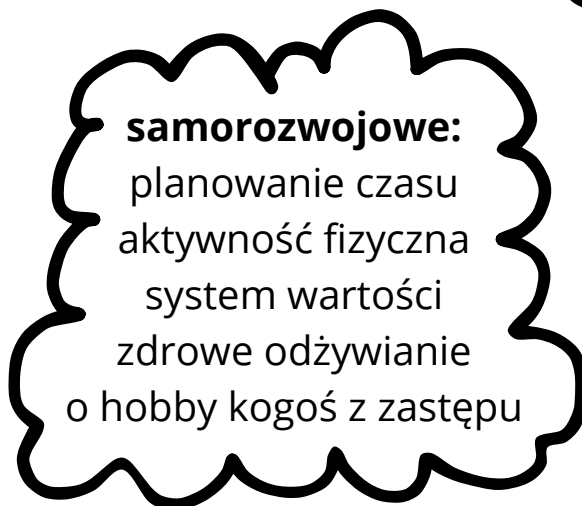 samorozwojowe:
planowanie czasu
aktywność fizyczna
system wartości
zdrowe odżywianie
o hobby kogoś z zastępu